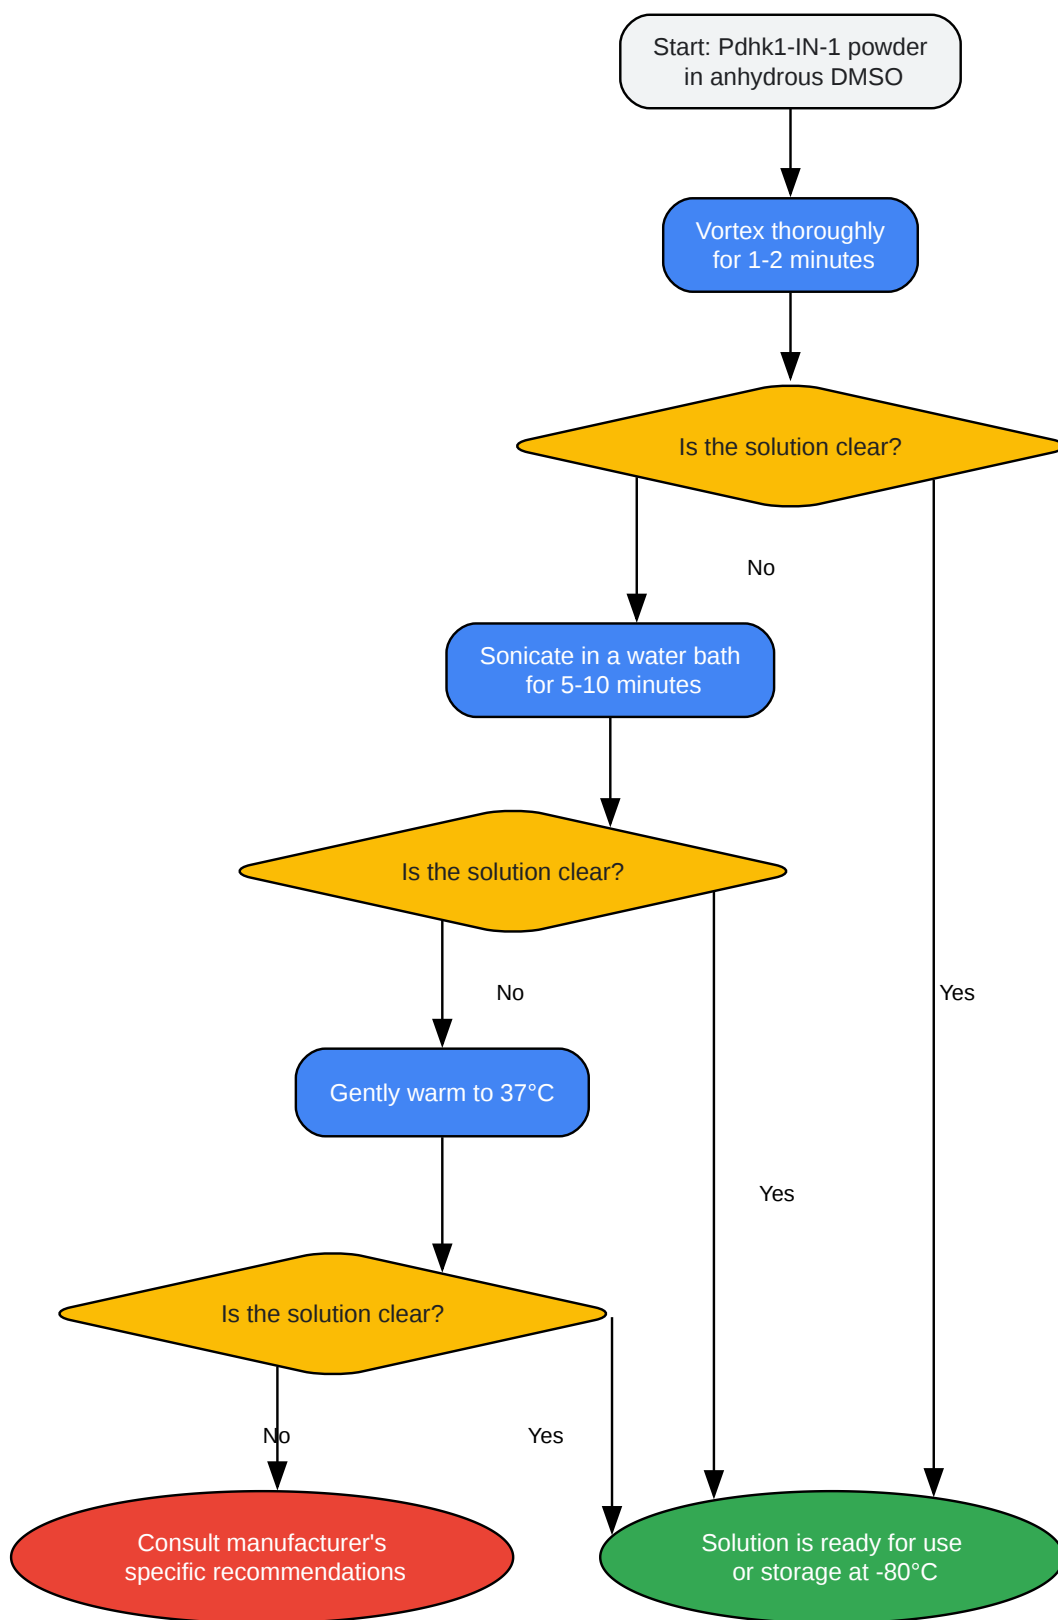 Start: Pdhk1-IN-1 powder
in anhydrous DMSO
Vortex thoroughly
for 1-2 minutes
Is the solution clear?
No
Sonicate in a water bath
for 5-10 minutes
Is the solution clear?
No
Yes
Gently warm to 37°C
Yes
Is the solution clear?
No
Yes
Consult manufacturer's
specific recommendations
Solution is ready for use
or storage at -80°C